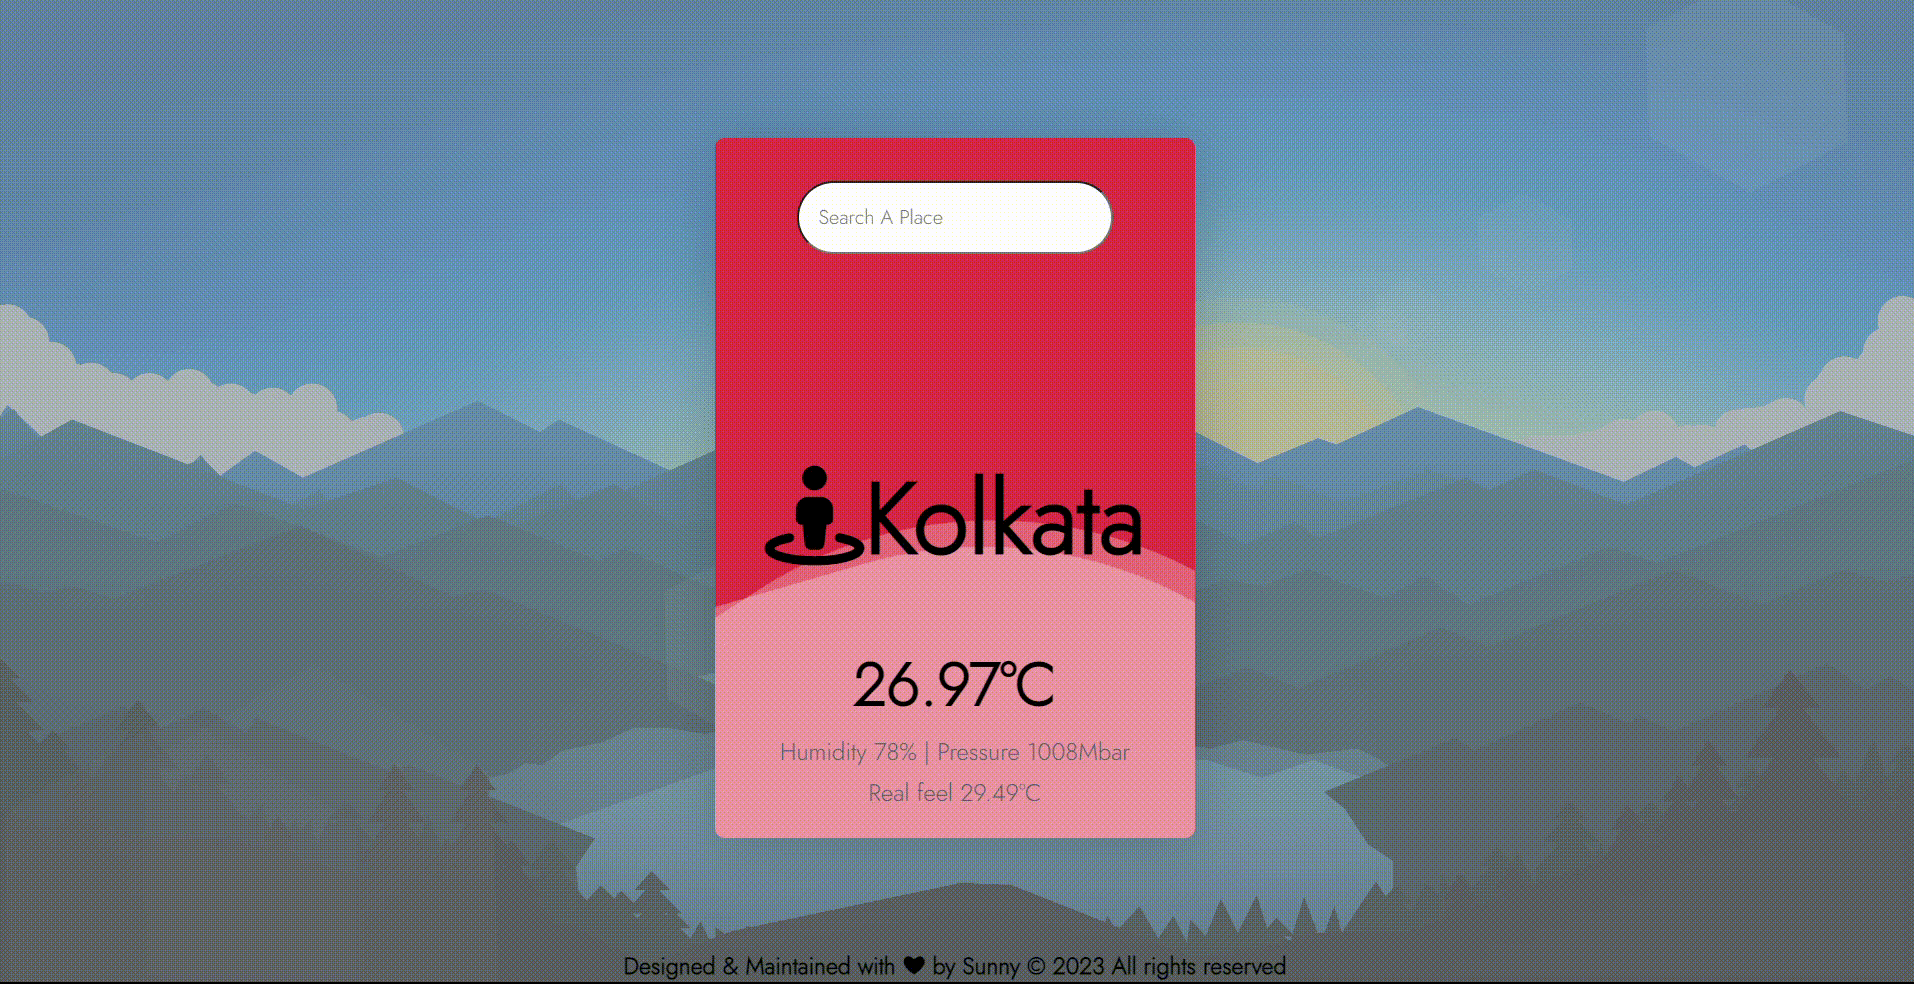 Search A Place
Kolkata
26.97°C
Humidity 78% | Pressure 1008Mbar
Real feel 29.49°C
Designed & Maintained with ♥ by Sunny © 2023 All rights reserved